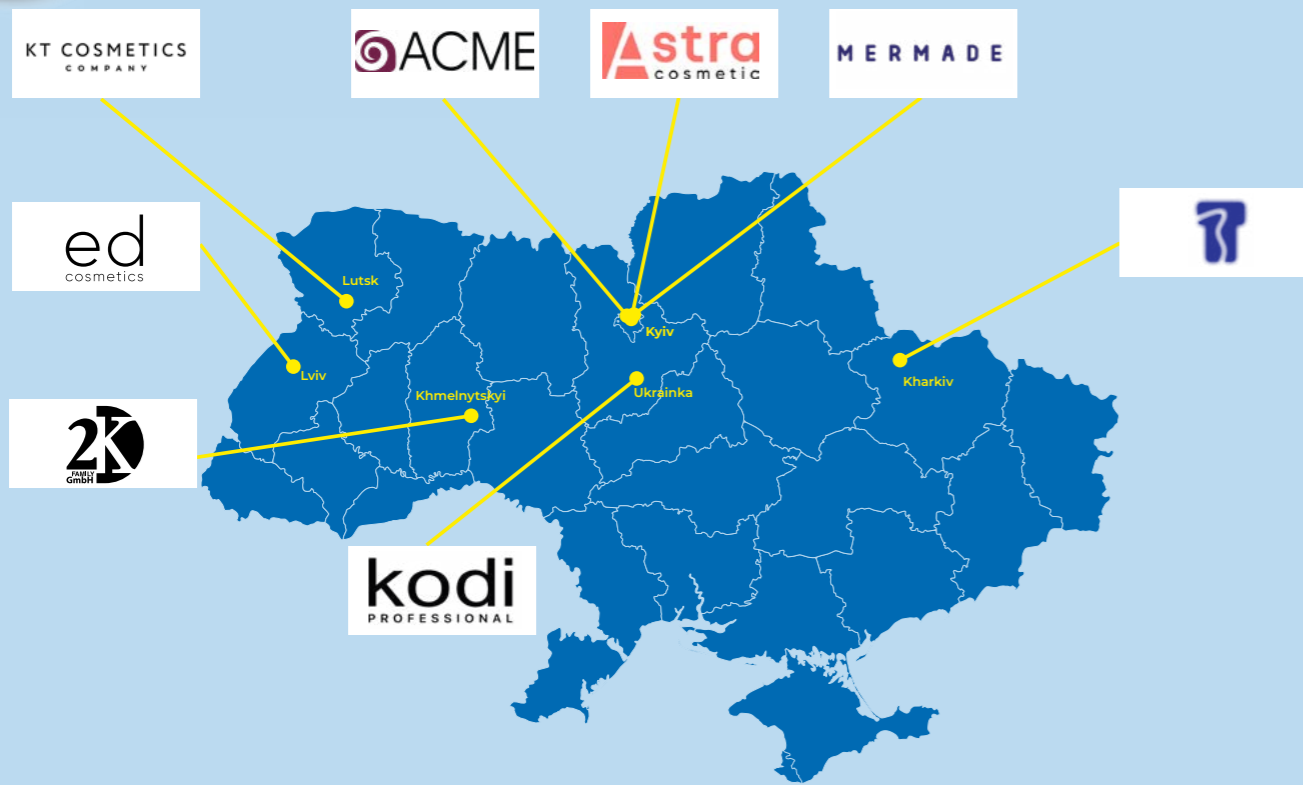 KT COSMETICS
COMPANY
ACME
Astra
cosmetic
MERMADE
ed
cosmetics
Lutsk
Kyiv
Lviv
Kharkiv
Khmelnytskyi
Ukrainka
2K
FAMILY
GmbH
kodi
PROFESSIONAL